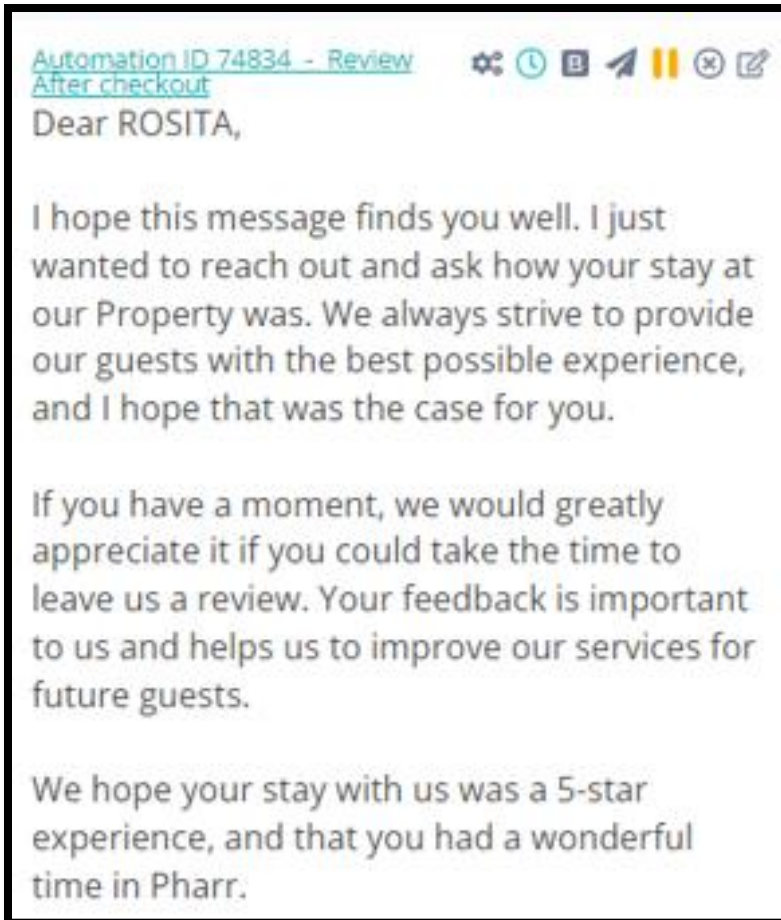 Automation ID 74834 - Review
After checkout
Dear ROSITA,
I hope this message finds you well. I just
wanted to reach out and ask how your stay at
our Property was. We always strive to provide
our guests with the best possible experience,
and I hope that was the case for you.
If you have a moment, we would greatly
appreciate it if you could take the time to
leave us a review. Your feedback is important
to us and helps us to improve our services for
future guests.
We hope your stay with us was a 5-star
experience, and that you had a wonderful
time in Pharr.